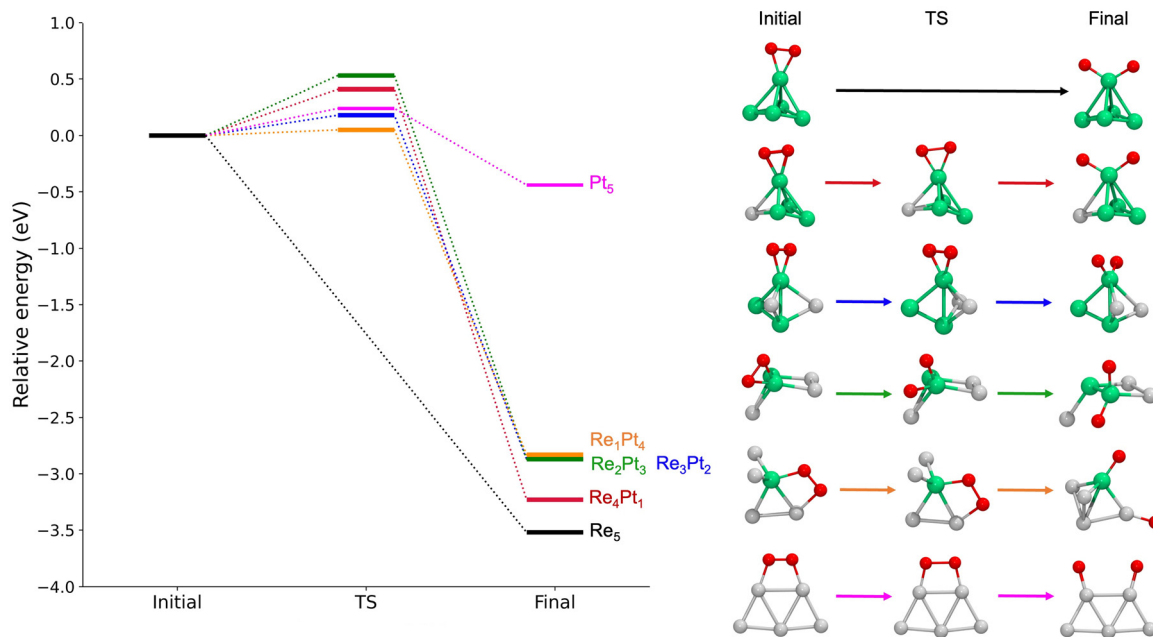 Relative energy (eV)
1.0
0.5
0.0
−0.5
−1.0
−1.5
−2.0
−2.5
−3.0
−3.5
−4.0
Initial TS Final
Pt₅
Re₁Pt₄
Re₂Pt₃ Re₃Pt₂
Re₄Pt₁
Re₅
Initial TS Final